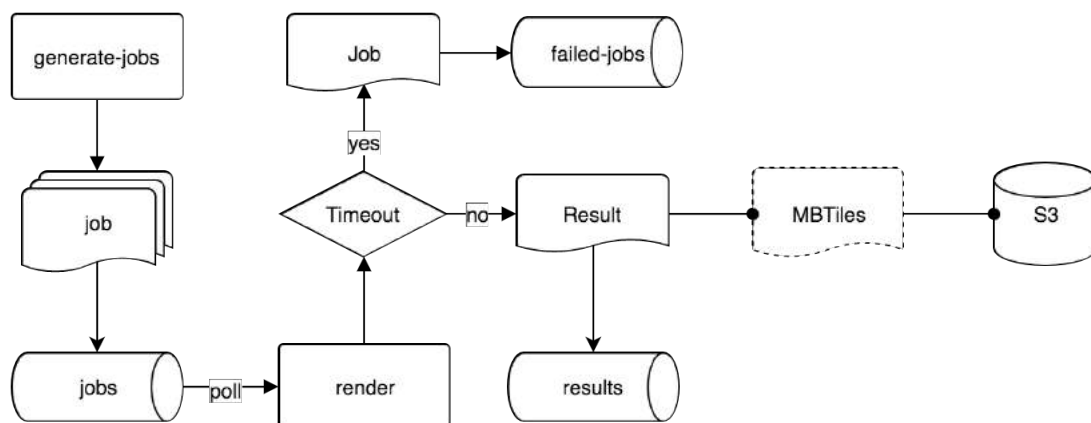 generate-jobs
Job
failed-jobs
yes
job
Timeout
no
Result
MBTiles
S3
jobs
poll
render
results